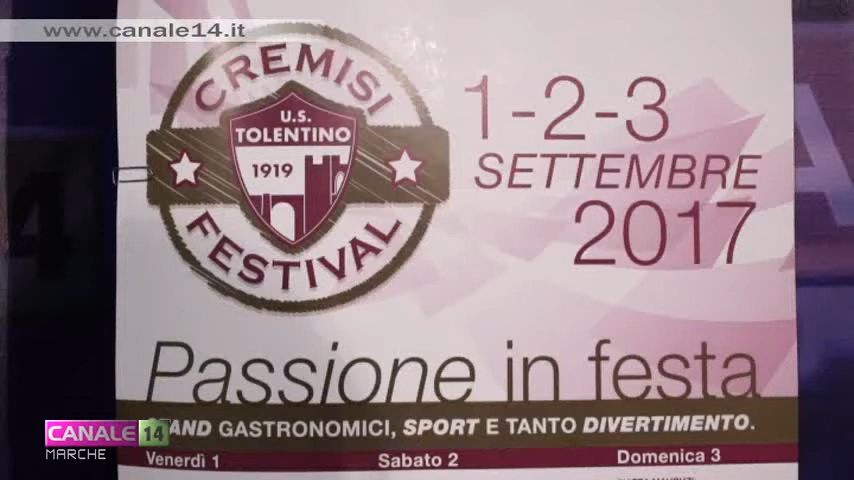 www.canale14.it
CREMISI
U.S.
TOLENTINO
1919
FESTIVAL
1-2-3
SETTEMBRE
2017
Passione in festa
GASTRONOMICI, SPORT E TANTO DIVERTIMENTO.
CANALE 14
MARCHE
Venerdì 1
Sabato 2
Domenica 3